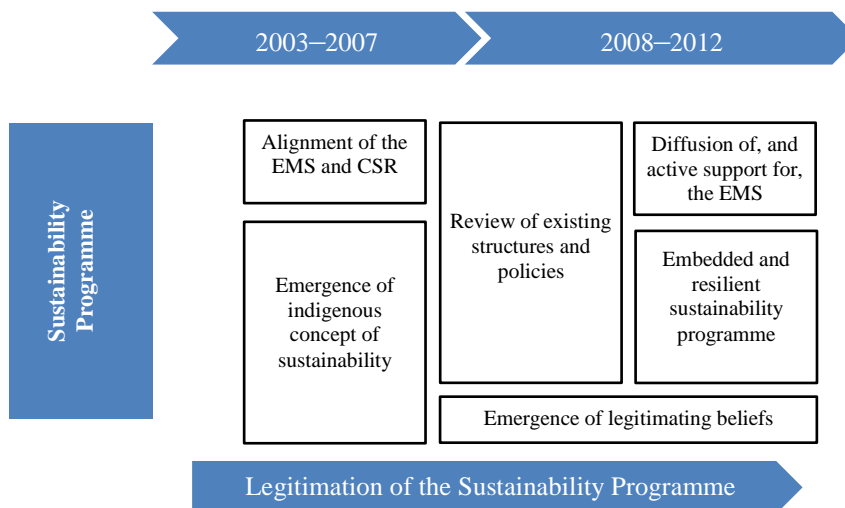 2003–2007
2008–2012
Sustainability
Programme
Alignment of the
EMS and CSR
Emergence of
indigenous
concept of
sustainability
Review of existing
structures and
policies
Diffusion of, and
active support for,
the EMS
Embedded and
resilient
sustainability
programme
Emergence of legitimating beliefs
Legitimation of the Sustainability Programme